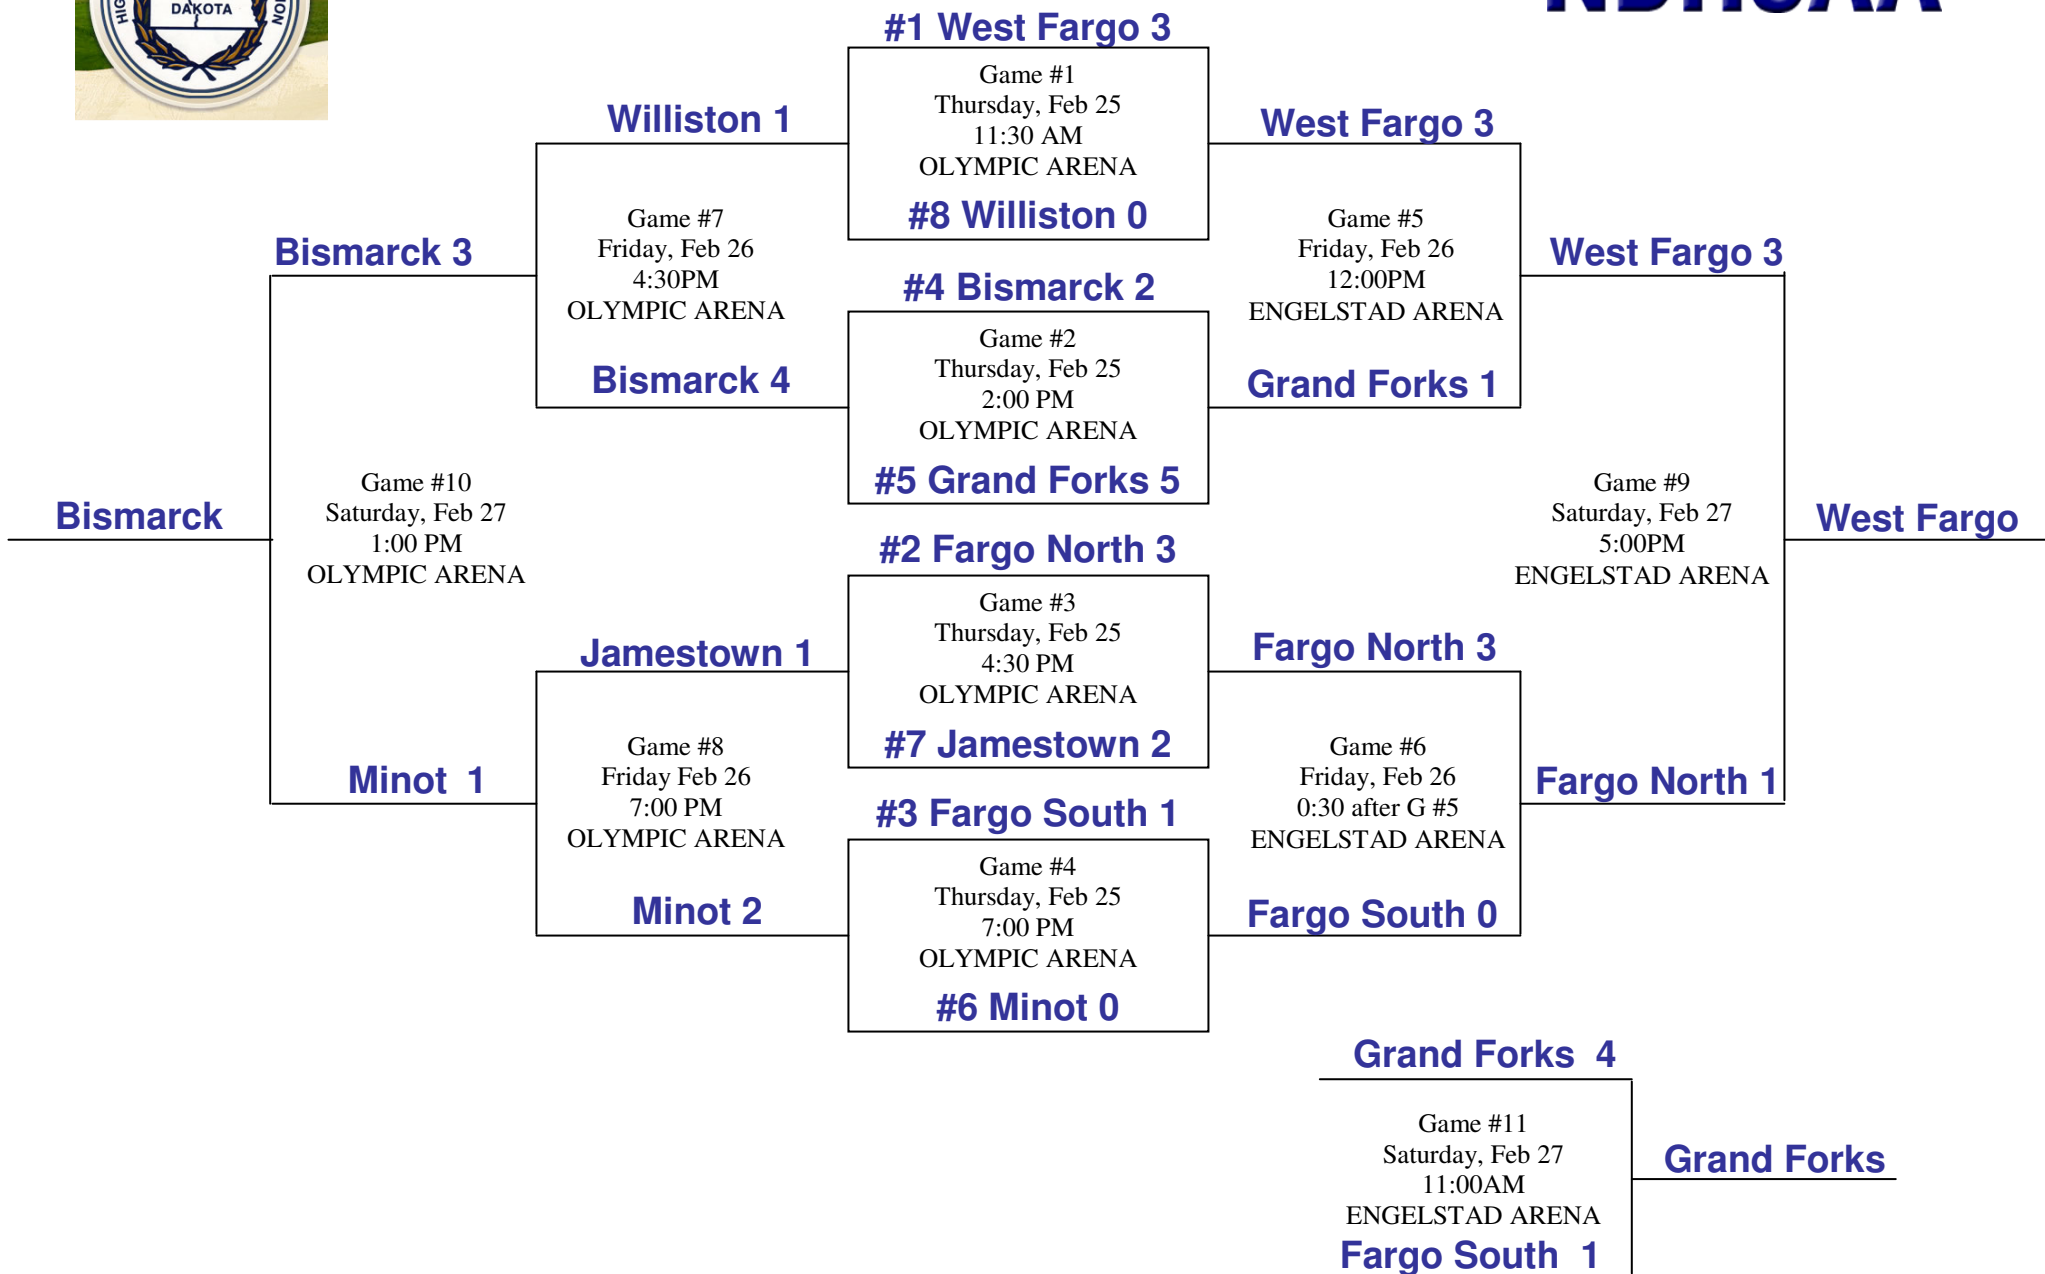 DAKOTA
#1 West Fargo 3
Game #1
Thursday, Feb 25
11:30 AM
OLYMPIC ARENA
#8 Williston 0
Williston 1
West Fargo 3
Game #7
Friday, Feb 26
4:30PM
OLYMPIC ARENA
Game #5
Friday, Feb 26
12:00PM
ENGELSTAD ARENA
Bismarck 3
West Fargo 3
#4 Bismarck 2
Game #2
Thursday, Feb 25
2:00 PM
OLYMPIC ARENA
#5 Grand Forks 5
Bismarck 4
Grand Forks 1
Bismarck
Game #10
Saturday, Feb 27
1:00 PM
OLYMPIC ARENA
Game #9
Saturday, Feb 27
5:00PM
ENGELSTAD ARENA
West Fargo
#2 Fargo North 3
Game #3
Thursday, Feb 25
4:30 PM
OLYMPIC ARENA
#7 Jamestown 2
Jamestown 1
Fargo North 3
Game #8
Friday Feb 26
7:00 PM
OLYMPIC ARENA
Game #6
Friday, Feb 26
0:30 after G #5
ENGELSTAD ARENA
Minot 1
Fargo North 1
#3 Fargo South 1
Game #4
Thursday, Feb 25
7:00 PM
OLYMPIC ARENA
#6 Minot 0
Minot 2
Fargo South 0
Grand Forks 4
Game #11
Saturday, Feb 27
11:00AM
ENGELSTAD ARENA
Fargo South 1
Grand Forks